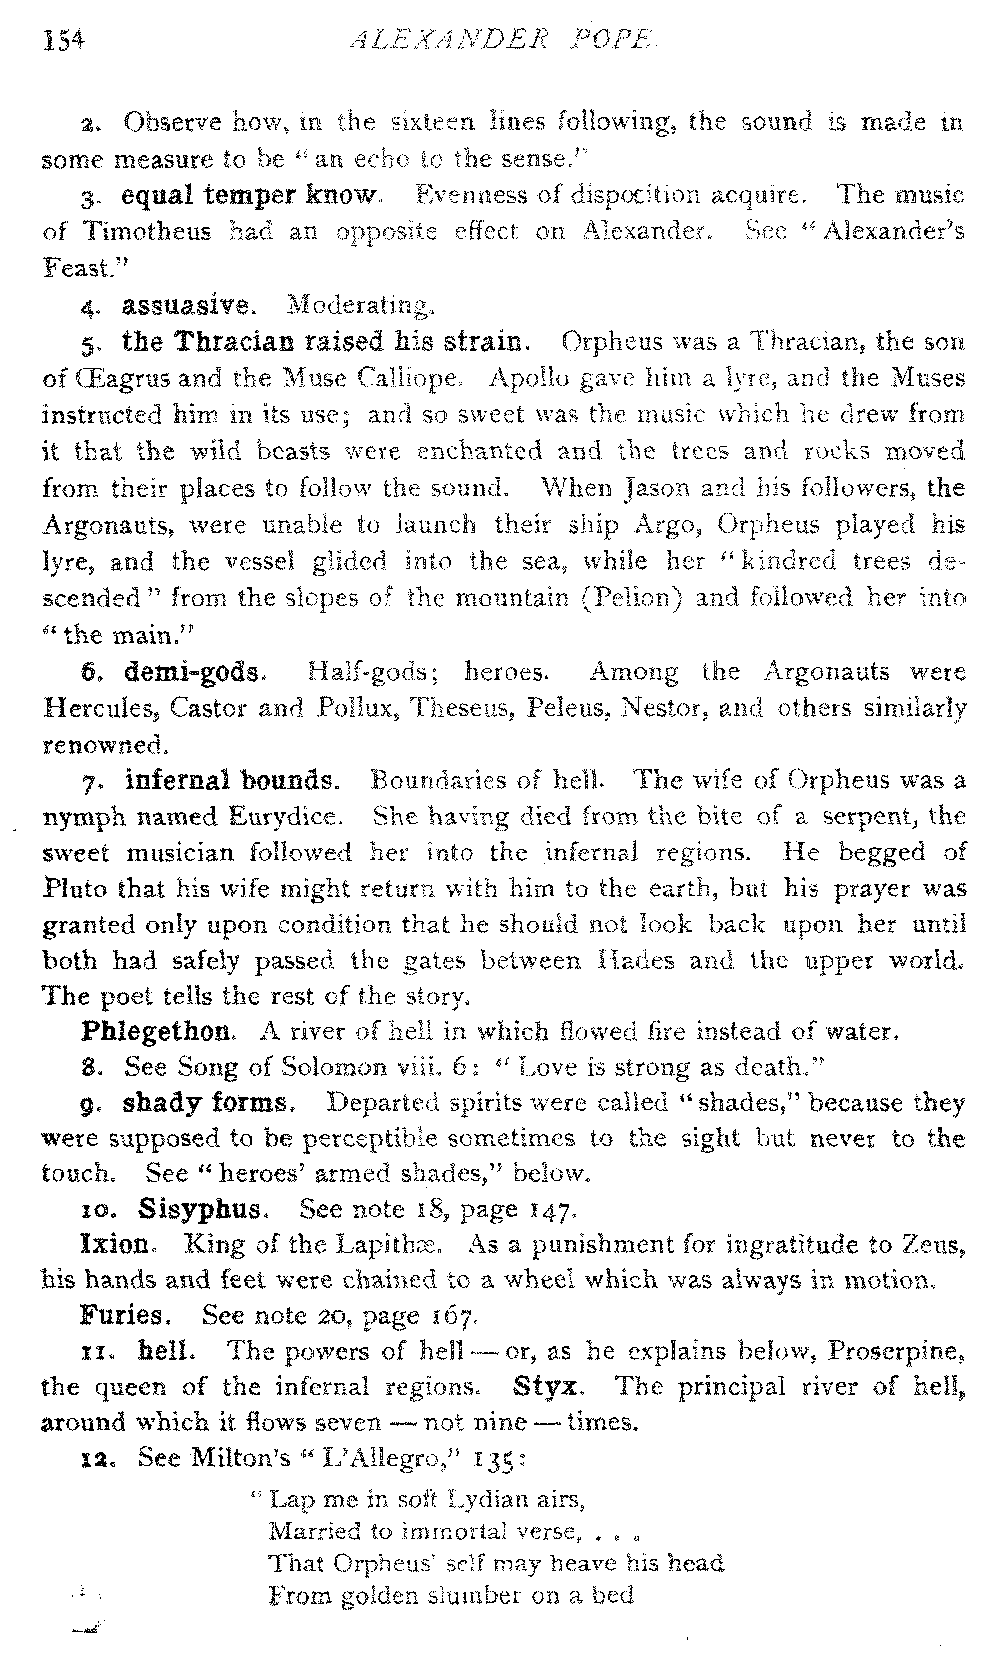 154 ALEXANDER POPE.
2. Observe how, in the sixteen lines following, the sound is made in
some measure to be “an echo to the sense.”
3. equal temper know. Evenness of disposition acquire. The music
of Timotheus had an opposite effect on Alexander. See “Alexander's
Feast.”
4. assuasive. Moderating.
5. the Thracian raised his strain. Orpheus was a Thracian, the son
of Œagrus and the Muse Calliope. Apollo gave him a lyre, and the Muses
instructed him in its use; and so sweet was the music which he drew from
it that the wild beasts were enchanted and the trees and rocks moved
from their places to follow the sound. When Jason and his followers, the
Argonauts, were unable to launch their ship Argo, Orpheus played his
lyre, and the vessel glided into the sea, while her “kindred trees de-
scended” from the slopes of the mountain (Pelion) and followed her into
“the main.”
6. demi-gods. Half-gods; heroes. Among the Argonauts were
Hercules, Castor and Pollux, Theseus, Peleus, Nestor, and others similarly
renowned.
7. infernal bounds. Boundaries of hell. The wife of Orpheus was a
nymph named Eurydice. She having died from the bite of a serpent, the
sweet musician followed her into the infernal regions. He begged of
Pluto that his wife might return with him to the earth, but his prayer was
granted only upon condition that he should not look back upon her until
both had safely passed the gates between Hades and the upper world.
The poet tells the rest of the story.
Phlegethon. A river of hell in which flowed fire instead of water.
8. See Song of Solomon viii. 6: “Love is strong as death.”
9. shady forms. Departed spirits were called “shades,” because they
were supposed to be perceptible sometimes to the sight but never to the
touch. See “heroes' armed shades,” below.
10. Sisyphus. See note 18, page 147.
Ixion. King of the Lapithæ. As a punishment for ingratitude to Zeus,
his hands and feet were chained to a wheel which was always in motion.
Furies. See note 20, page 167.
11. hell. The powers of hell — or, as he explains below, Proserpine,
the queen of the infernal regions. Styx. The principal river of hell,
around which it flows seven — not nine — times.
12. See Milton's “L'Allegro,” 135:
“Lap me in soft Lydian airs,
Married to immortal verse, . . .
That Orpheus' self may heave his head
From golden slumber on a bed